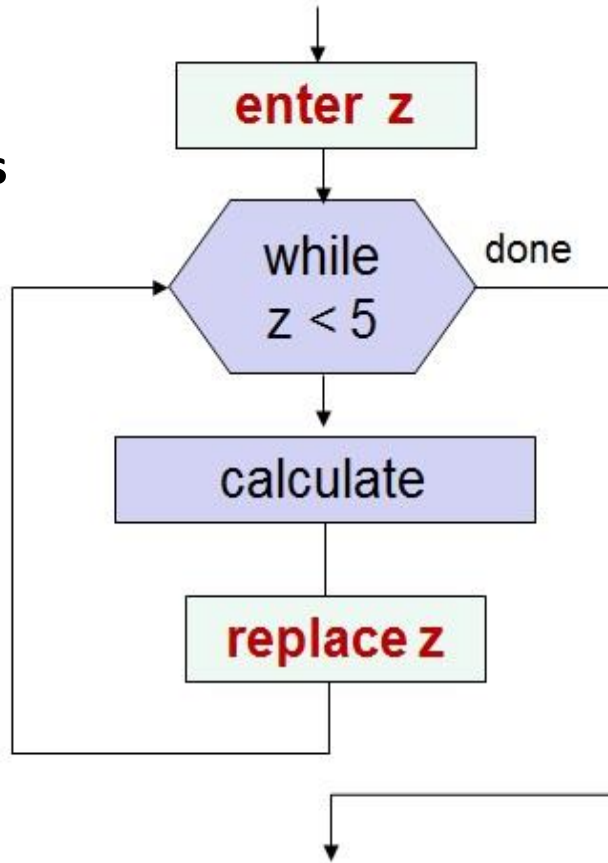 enter z
s
while
z < 5
done
calculate
replace z